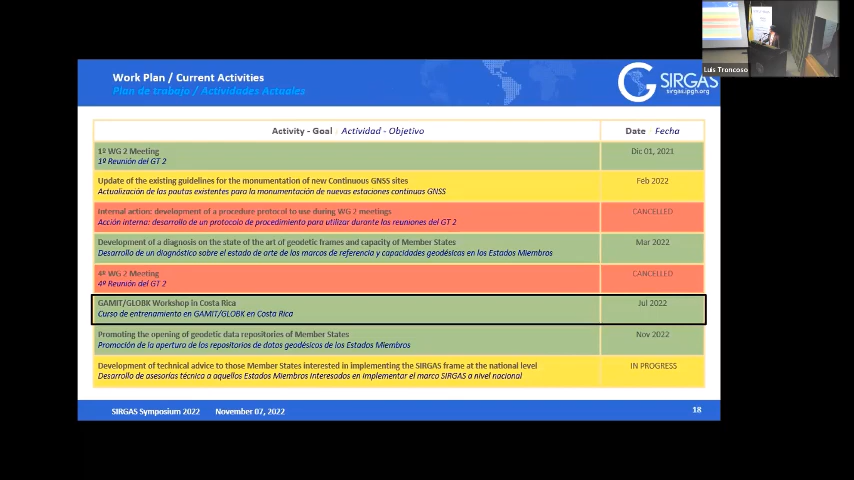 Luis Troncoso
Work Plan / Current Activities
Plan de trabajo / Actividades Actuales
SIRGAS
sirgas.ipgh.org
Activity - Goal / Actividad - Objetivo
Date / Fecha
1º WG 2 Meeting
1º Reunión del GT 2
Dic 01, 2021
Update of the existing guidelines for the monumentation of new Continuous GNSS sites
Actualización de las pautas existentes para la monumentación de nuevas estaciones continuas GNSS
Feb 2022
Internal action: development of a procedure protocol to use during WG 2 meetings
Acción interna: desarrollo de un protocolo de procedimiento para utilizar durante las reuniones del GT 2
CANCELLED
Development of a diagnosis on the state of the art of geodetic frames and capacity of Member States
Desarrollo de un diagnóstico sobre el estado de arte de los marcos de referencia y capacidades geodésicas en los Estados Miembros
Mar 2022
4º WG 2 Meeting
4º Reunión del GT 2
CANCELLED
GAMIT/GLOBK Workshop in Costa Rica
Curso de entrenamiento en GAMIT/GLOBK en Costa Rica
Jul 2022
Promoting the opening of geodetic data repositories of Member States
Promoción de la apertura de los repositorios de datos geodésicos de los Estados Miembros
Nov 2022
Development of technical advice to those Member States interested in implementing the SIRGAS frame at the national level
Desarrollo de asesorías técnica a aquellos Estados Miembros interesados en implementar el marco SIRGAS a nivel nacional
IN PROGRESS
SIRGAS Symposium 2022 November 07, 2022
18